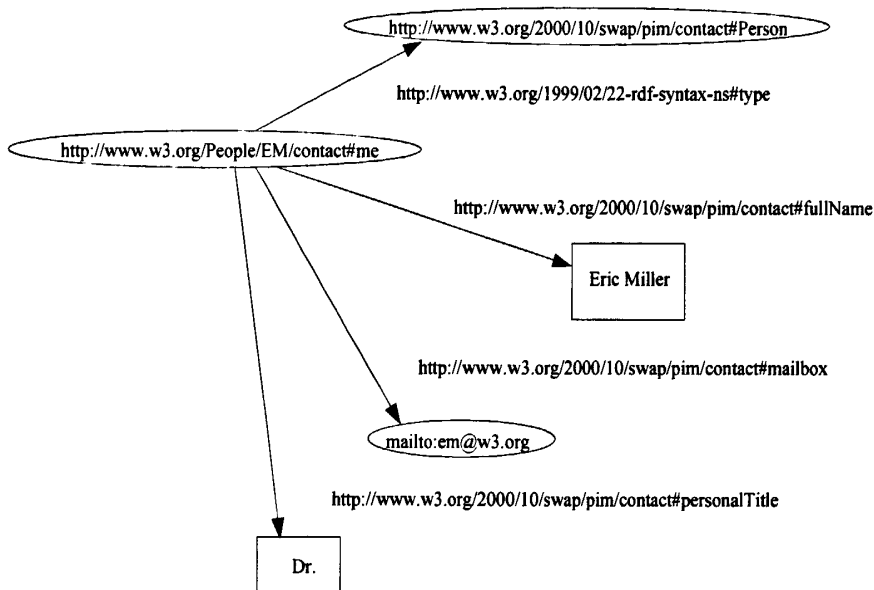 http://www.w3.org/2000/10/swap/pim/contact#Person
http://www.w3.org/1999/02/22-rdf-syntax-ns#type
http://www.w3.org/People/EM/contact#me
http://www.w3.org/2000/10/swap/pim/contact#fullName
Eric Miller
http://www.w3.org/2000/10/swap/pim/contact#mailbox
mailto:em@w3.org
http://www.w3.org/2000/10/swap/pim/contact#personalTitle
Dr.